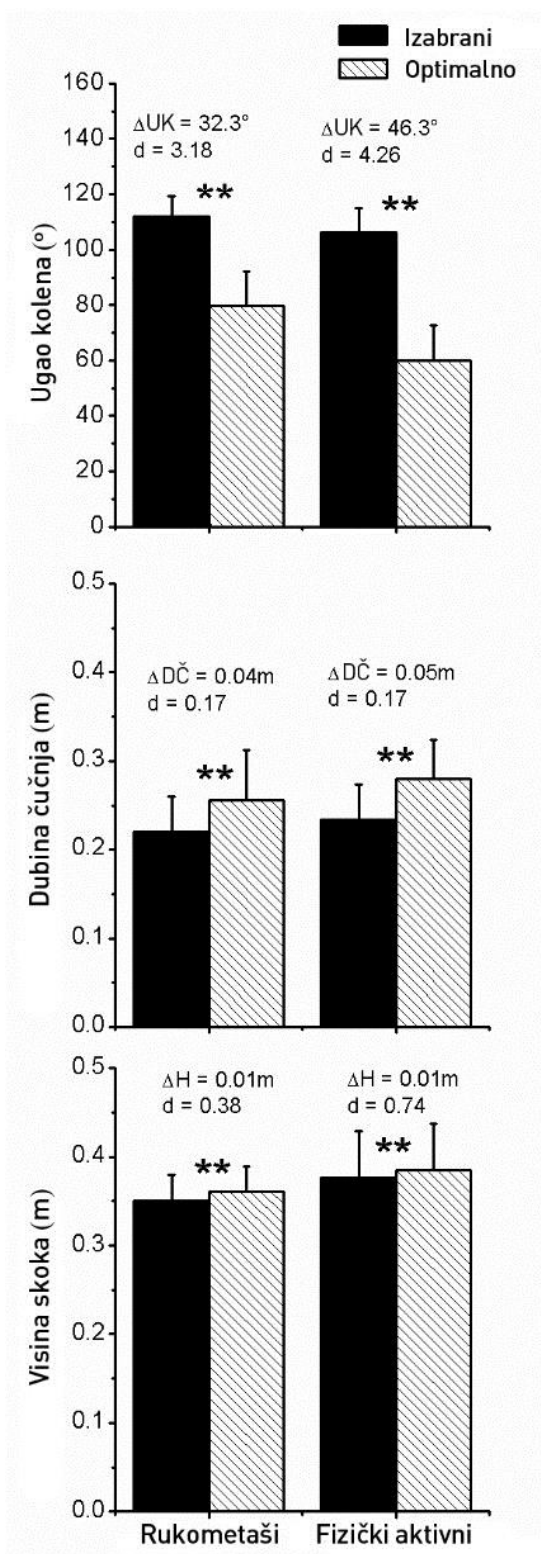 Izabrani
Optimalno
160
140
120
100
80
60
40
20
0
Ugao kolena (º)
ΔUK = 32.3°
d = 3.18
**
ΔUK = 46.3°
d = 4.26
**
0.5
0.4
0.3
0.2
0.1
0.0
Dubina čučnja (m)
ΔDČ = 0.04m
d = 0.17
**
ΔDČ = 0.05m
d = 0.17
**
0.5
0.4
0.3
0.2
0.1
0.0
Visina skoka (m)
ΔH = 0.01m
d = 0.38
**
ΔH = 0.01m
d = 0.74
**
Rukometaši
Fizički aktivni